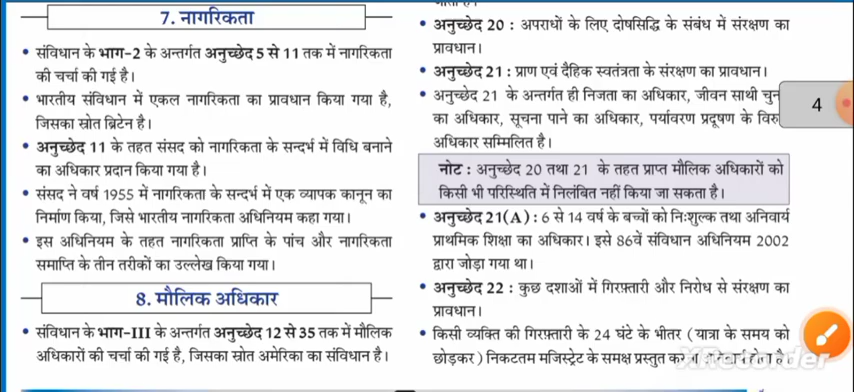 7. नागरिकता
• संविधान के भाग-2 के अन्तर्गत अनुच्छेद 5 से 11 तक में नागरिकता
की चर्चा की गई है।
• भारतीय संविधान में एकल नागरिकता का प्रावधान किया गया है,
जिसका स्रोत ब्रिटेन है।
• अनुच्छेद 11 के तहत संसद को नागरिकता के सन्दर्भ में विधि बनाने
का अधिकार प्रदान किया गया है।
• संसद ने वर्ष 1955 में नागरिकता के सन्दर्भ में एक व्यापक कानून का
निर्माण किया, जिसे भारतीय नागरिकता अधिनियम कहा गया।
• इस अधिनियम के तहत नागरिकता प्राप्ति के पांच और नागरिकता
समाप्ति के तीन तरीकों का उल्लेख किया गया।
8. मौलिक अधिकार
• संविधान के भाग-III के अन्तर्गत अनुच्छेद 12 से 35 तक में मौलिक
अधिकारों की चर्चा की गई है, जिसका स्रोत अमेरिका का संविधान है।
• अनुच्छेद 20 : अपराधों के लिए दोषसिद्धि के संबंध में संरक्षण का
प्रावधान।
• अनुच्छेद 21 : प्राण एवं दैहिक स्वतंत्रता के संरक्षण का प्रावधान।
• अनुच्छेद 21 के अन्तर्गत ही निजता का अधिकार, जीवन साथी चुन
का अधिकार, सूचना पाने का अधिकार, पर्यावरण प्रदूषण के विरु
अधिकार सम्मिलित है।
नोट : अनुच्छेद 20 तथा 21 के तहत प्राप्त मौलिक अधिकारों को
किसी भी परिस्थिति में निलंबित नहीं किया जा सकता है।
• अनुच्छेद 21(A) : 6 से 14 वर्ष के बच्चों को निःशुल्क तथा अनिवार्य
प्राथमिक शिक्षा का अधिकार। इसे 86वें संविधान अधिनियम 2002
द्वारा जोड़ा गया था।
• अनुच्छेद 22 : कुछ दशाओं में गिरफ़्तारी और निरोध से संरक्षण का
प्रावधान।
• किसी व्यक्ति की गिरफ़्तारी के 24 घंटे के भीतर (यात्रा के समय को
छोड़कर) निकटतम मजिस्ट्रेट के समक्ष प्रस्तुत होता है।
4
XRecorder